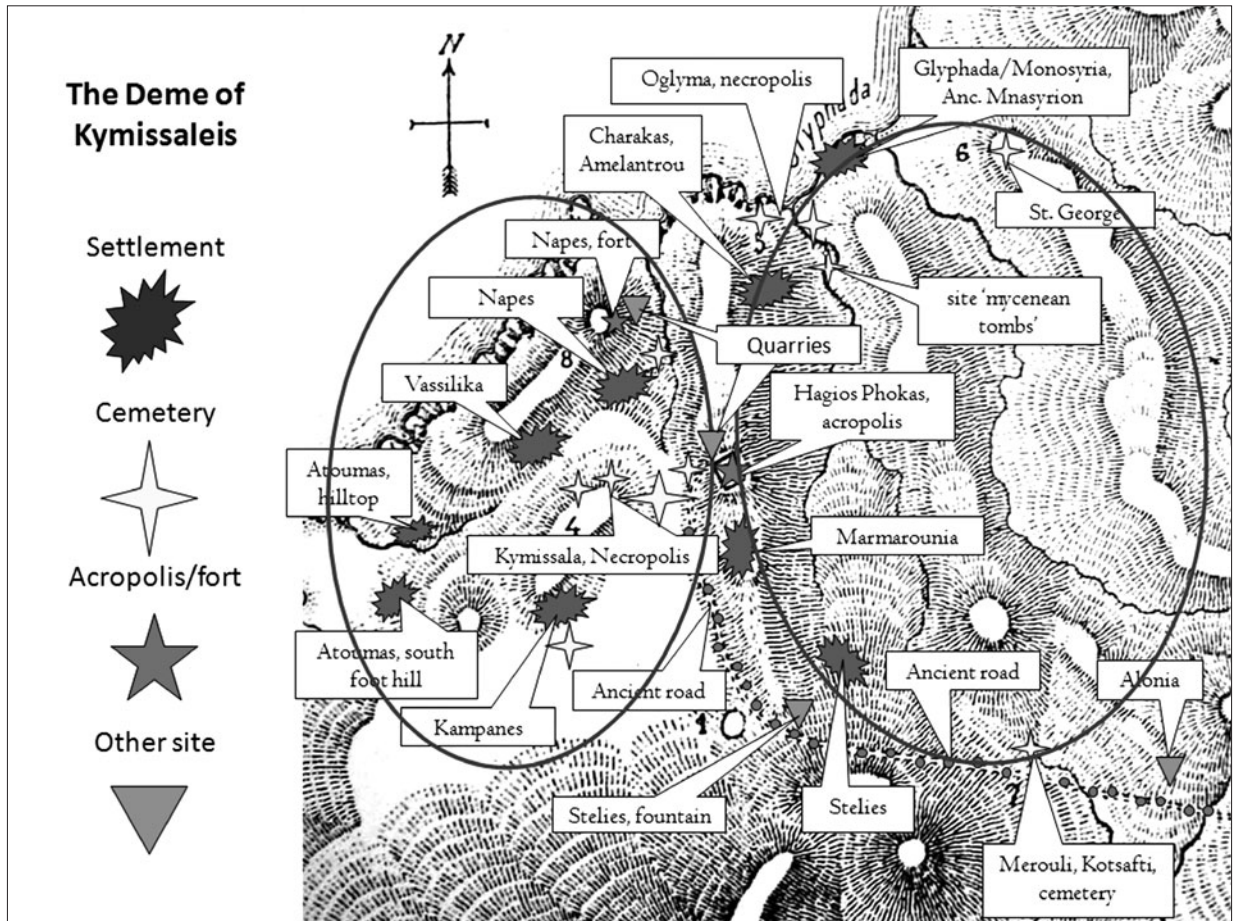 The Deme of
Kymissaleis
Settlement
Cemetery
Acropolis/fort
Other site
N
Oglyma, necropolis
Glyphada/Monosyria,
Anc. Mnasyrion
Glyphada
Charakas,
Amelantrou
6
St. George
5
Napes, fort
Napes
site 'mycenean
tombs'
Quarries
8
Vassilika
Hagios Phokas,
acropolis
Atoumas,
hilltop
4
Kymissala, Necropolis
Marmarounia
Atoumas, south
foot hill
Ancient road
Ancient road
Alonia
Kampanes
1
Stelies, fountain
Stelies
7
Merouli, Kotsafti,
cemetery